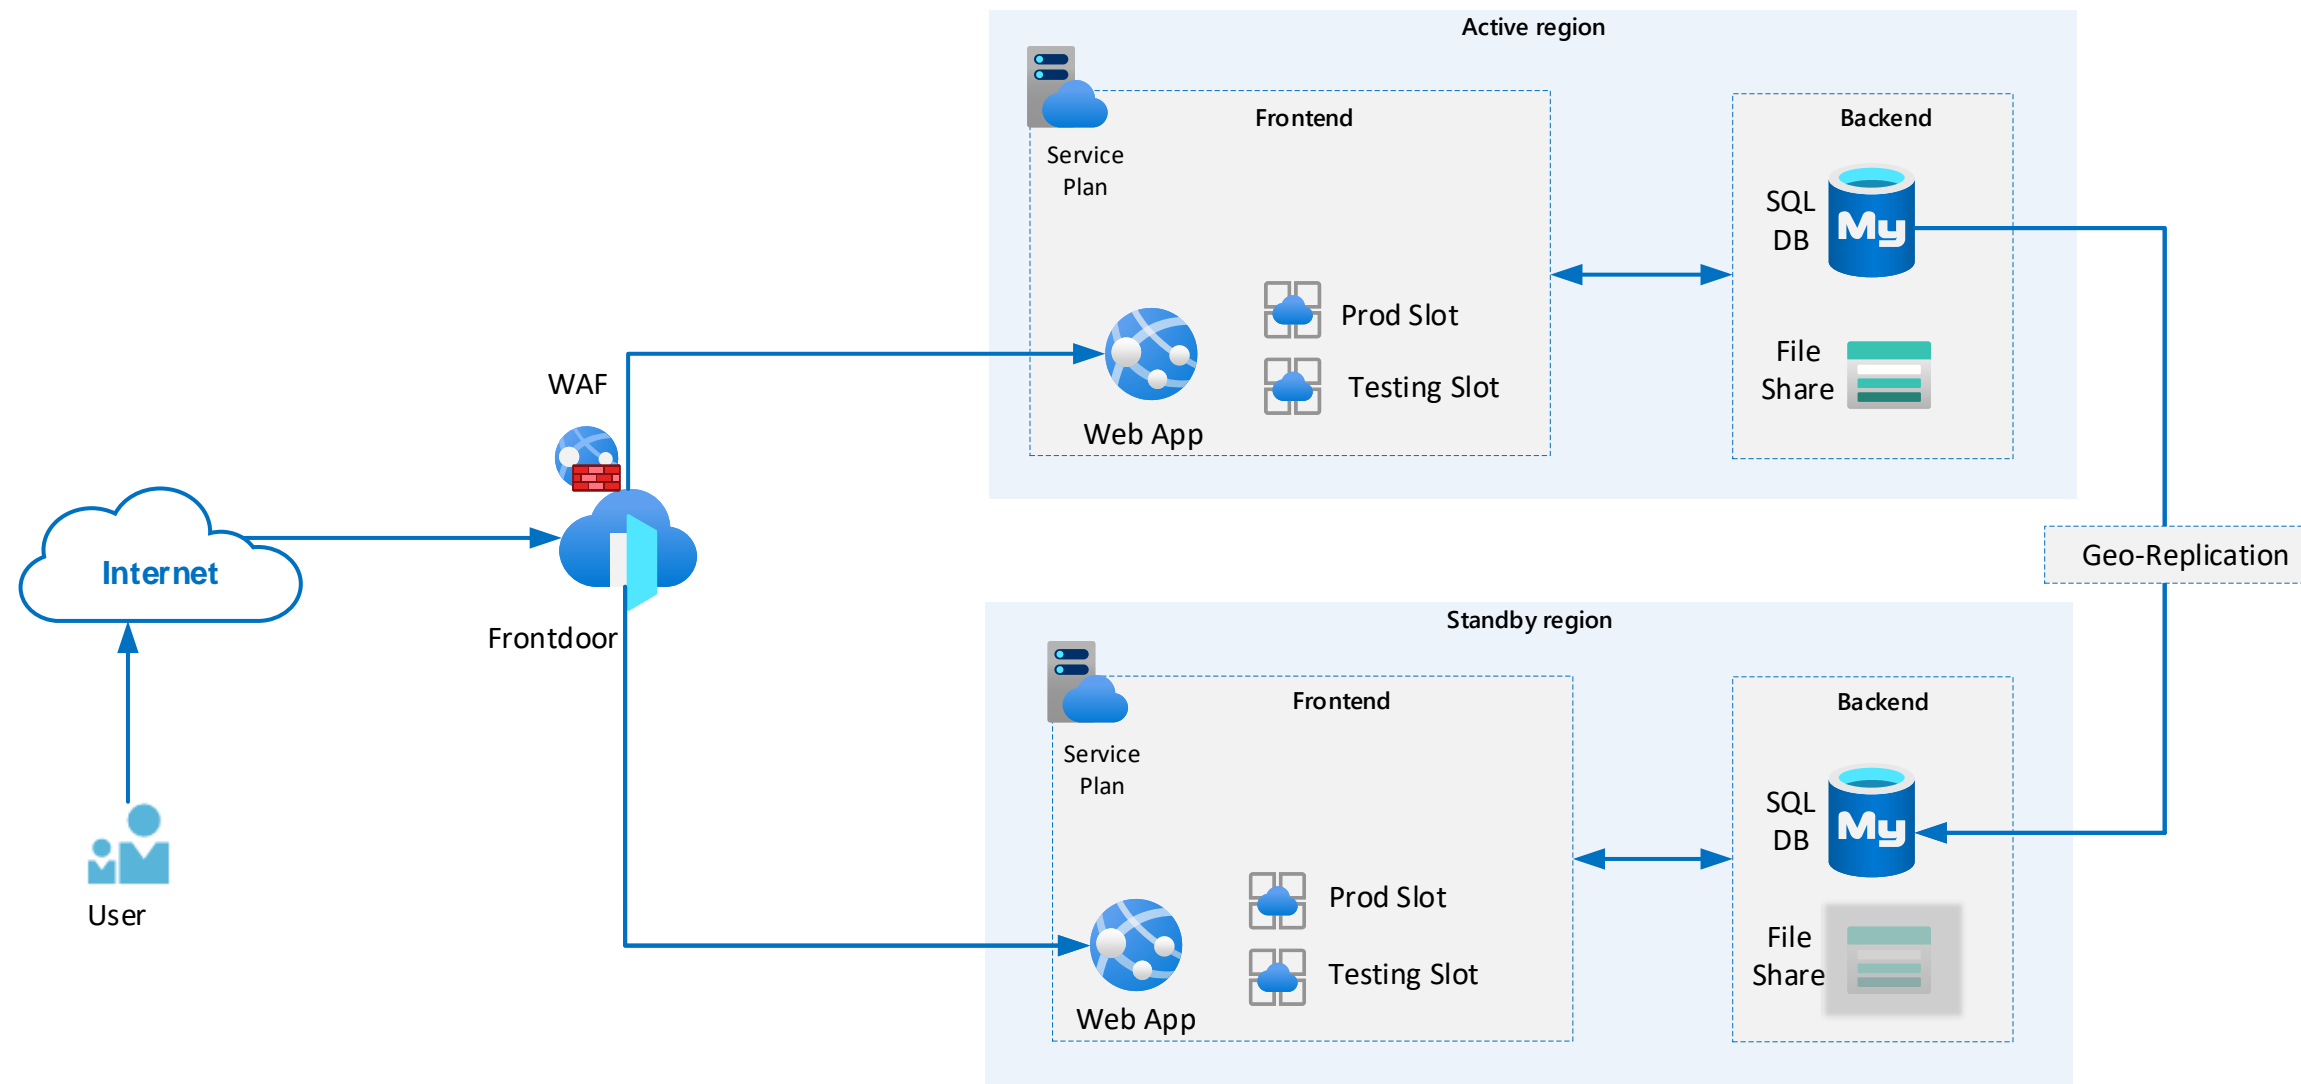 Active region
Frontend
Service
Plan
Web App
Prod Slot
Testing Slot
Backend
SQL
DB
My
File
Share
WAF
Internet
Frontdoor
User
Geo-Replication
Standby region
Frontend
Service
Plan
Web App
Prod Slot
Testing Slot
Backend
SQL
DB
My
File
Share